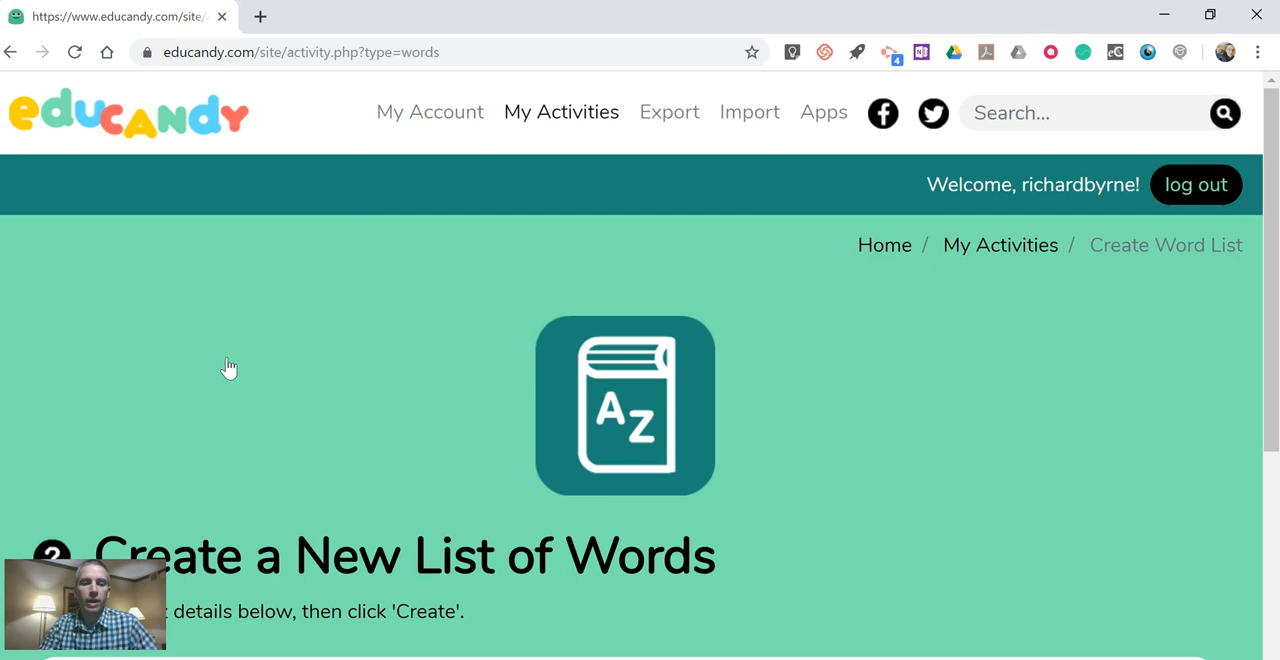 https://www.educandy.com/site/
educandy.com/site/activity.php?type=words
4
educandy
My Account My Activities Export Import Apps Search...
Welcome, richardbyrne! log out
Home / My Activities / Create Word List
AZ
? Create a New List of Words
details below, then click 'Create'.